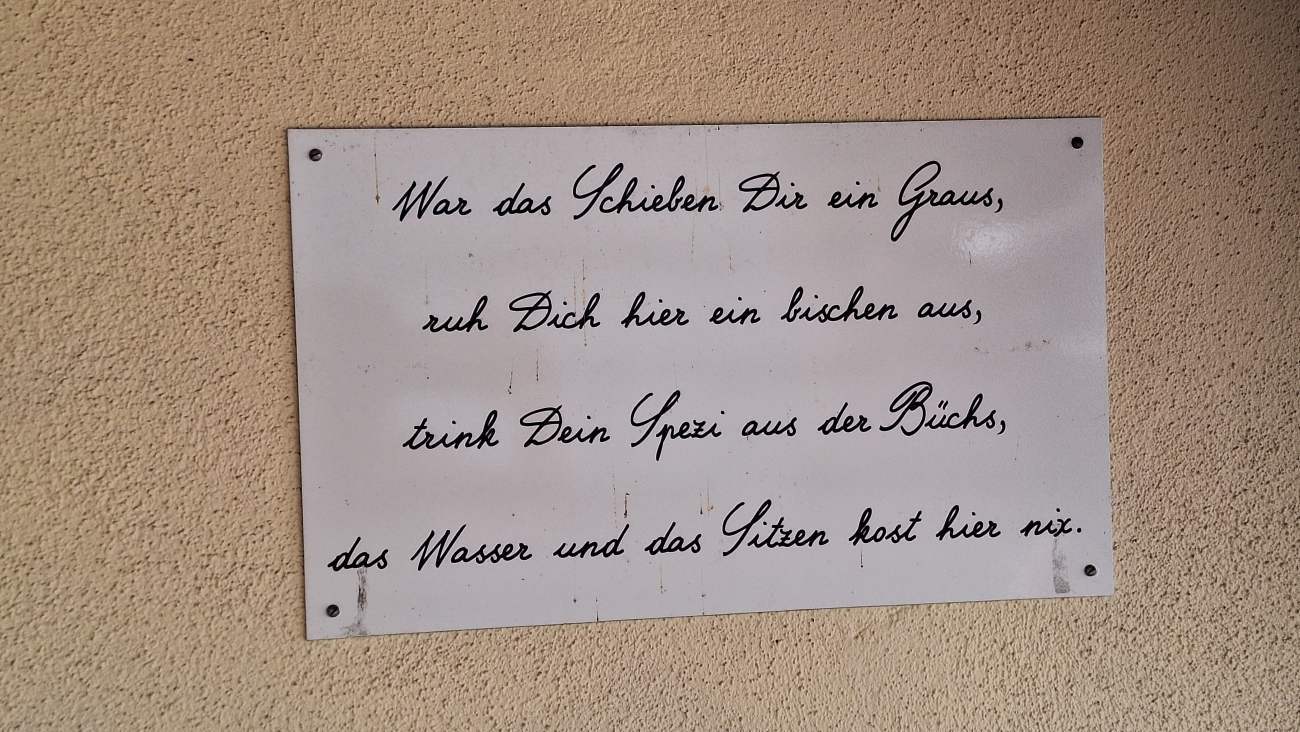 War das Schieben Dir ein Graus,
ruh Dich hier ein bischen aus,
trink Dein Spezi aus der Büchs,
das Wasser und das Sitzen kost hier nix.